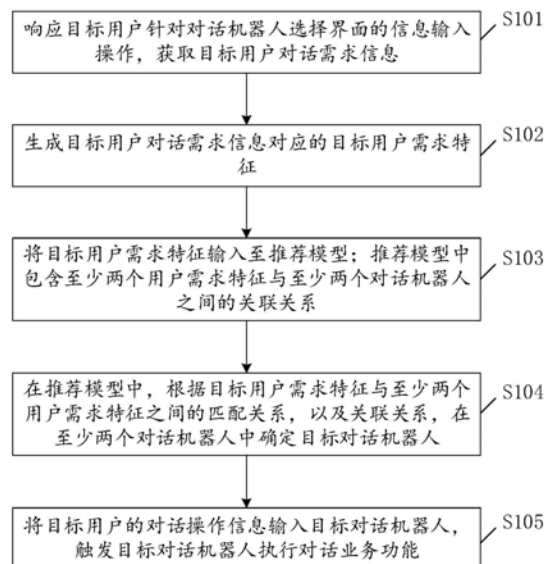 响应目标用户针对对话机器人选择界面的信息输入
操作，获取目标用户对话需求信息
S101
生成目标用户对话需求信息对应的目标用户需求特
征
S102
将目标用户需求特征输入至推荐模型；推荐模型中
包含至少两个用户需求特征与至少两个对话机器人
之间的关联关系
S103
在推荐模型中，根据目标用户需求特征与至少两个
用户需求特征之间的匹配关系，以及关联关系，在
至少两个对话机器人中确定目标对话机器人
S104
将目标用户的对话操作信息输入目标对话机器人，
触发目标对话机器人执行对话业务功能
S105